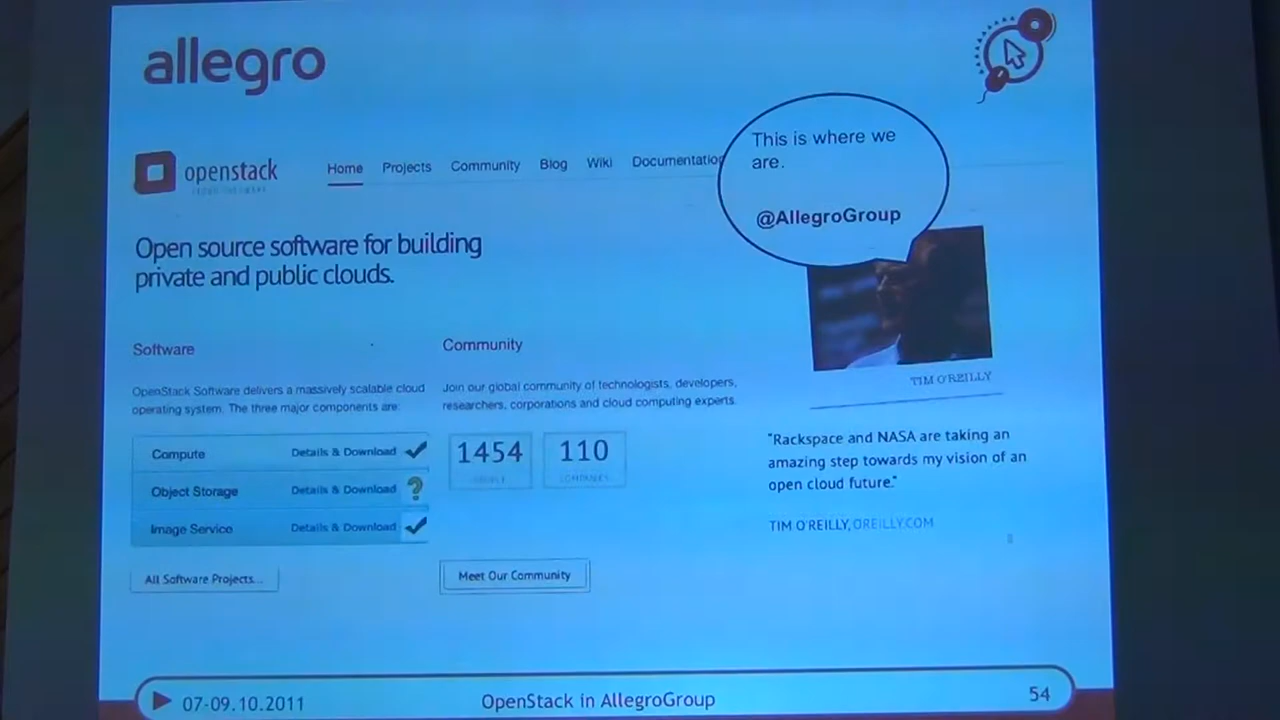 allegro
This is where we
are.
@AllegroGroup
openstack
Home Projects Community Blog Wiki Documentation
Open source software for building
private and public clouds.
Software
OpenStack Software delivers a massively scalable cloud
operating system. The three major components are:
Compute Details & Download
Object Storage Details & Download ?
Image Service Details & Download
All Software Projects...
Community
Join our global community of technologists, developers,
researchers, corporations and cloud computing experts.
1454 110
COMPANIES
Meet Our Community
TIM O'REILLY
"Rackspace and NASA are taking an
amazing step towards my vision of an
open cloud future."
TIM O'REILLY, OREILLY.COM
07-09.10.2011 OpenStack in AllegroGroup 54